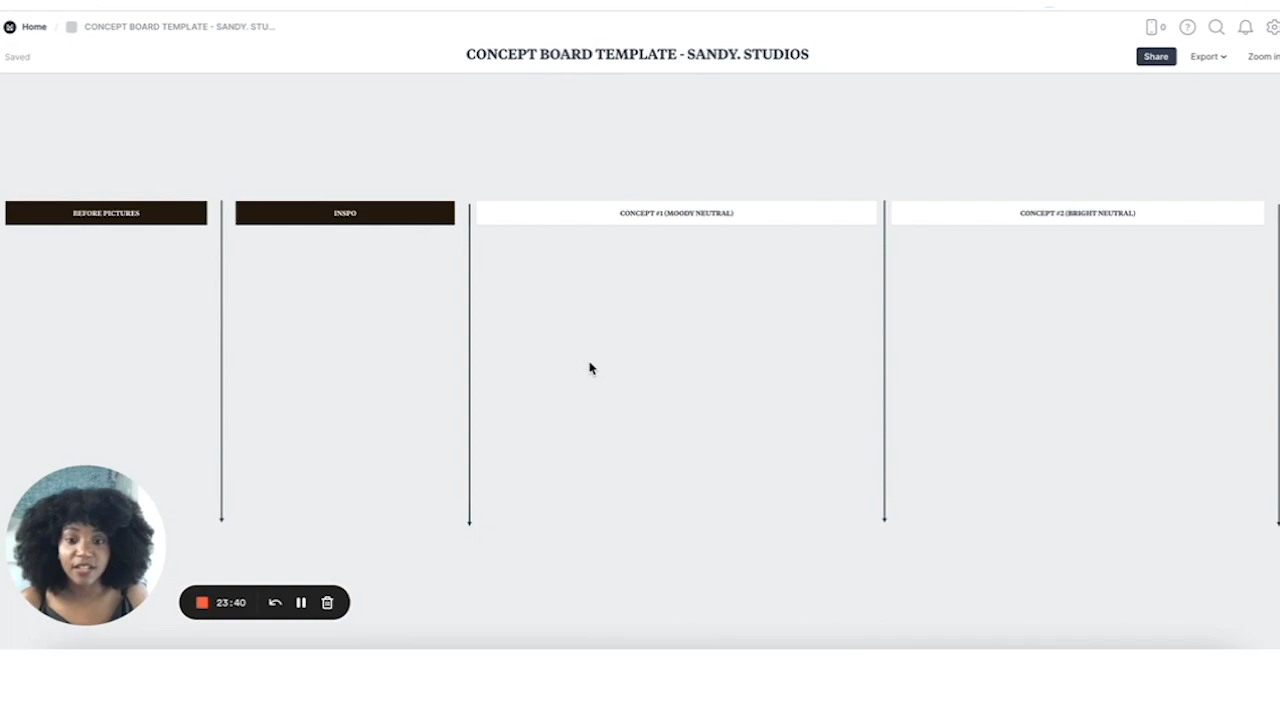 Home / CONCEPT BOARD TEMPLATE - SANDY. STU...
0
Saved
CONCEPT BOARD TEMPLATE - SANDY. STUDIOS
Share
Export
Zoom in
BEFORE PICTURES
INSPO
CONCEPT #1 (MOODY NEUTRAL)
CONCEPT #2 (BRIGHT NEUTRAL)
23:40